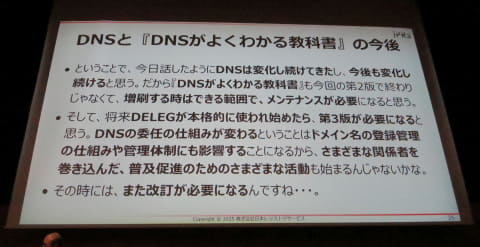 JPRS
DNSと『DNSがよくわかる教科書』の今後
• ということで、今日話したようにDNSは変化し続けてきたし、今後も変化し
続けると思う。だから『DNSがよくわかる教科書』も今回の第2版で終わり
じゃなくて、増刷する時はできる範囲で、メンテナンスが必要になると思う。
• そして、将来DELEGが本格的に使われ始めたら、第3版が必要になると
思う。DNSの委任の仕組みが変わるということはドメイン名の登録管理
の仕組みや管理体制にも影響することになるから、さまざまな関係者を
巻き込んだ、普及促進のためのさまざまな活動も始まるんじゃないかな。
• その時には、また改訂が必要になるんですね・・・。
Copyright © 2025 株式会社日本レジストリサービス